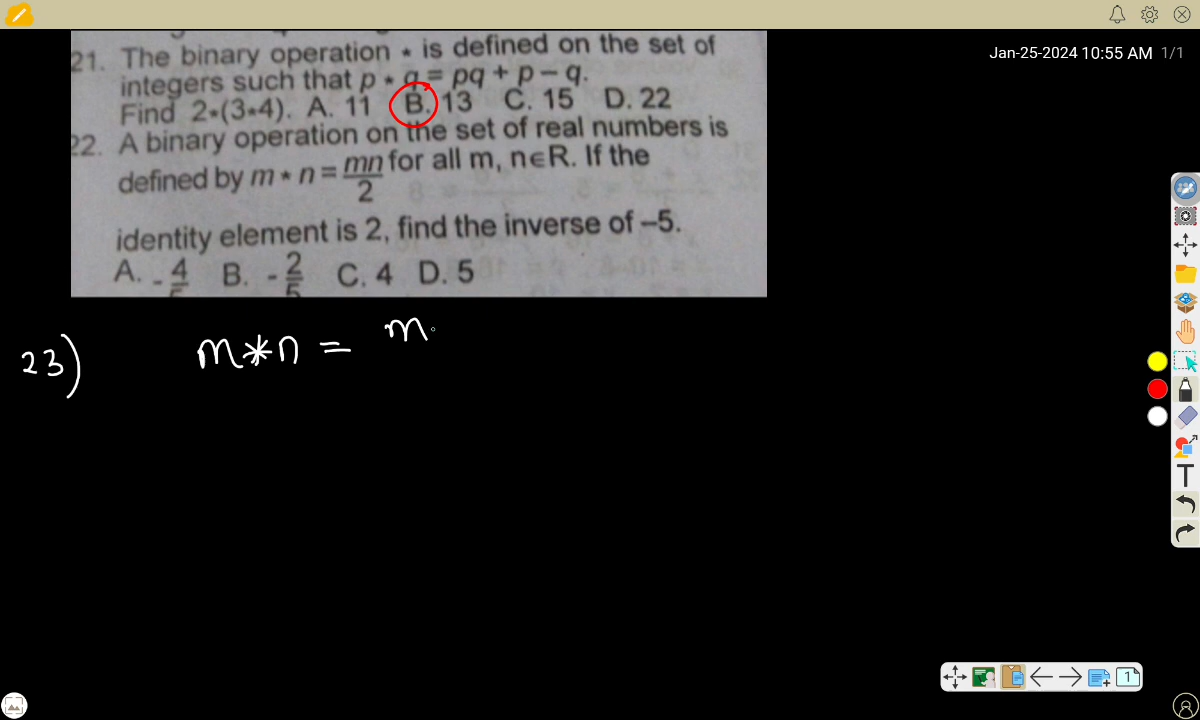 Jan-25-2024 10:55 AM 1/1
21. The binary operation * is defined on the set of
integers such that p * q = pq + p – q.
Find 2*(3*4). A. 11 B. 13 C. 15 D. 22
22. A binary operation on the set of real numbers is
defined by m * n = mn/2 for all m, n∈R. If the
identity element is 2, find the inverse of –5.
A. - 4/5 B. - 2/5 C. 4 D. 5
23) m*n = m
T
1